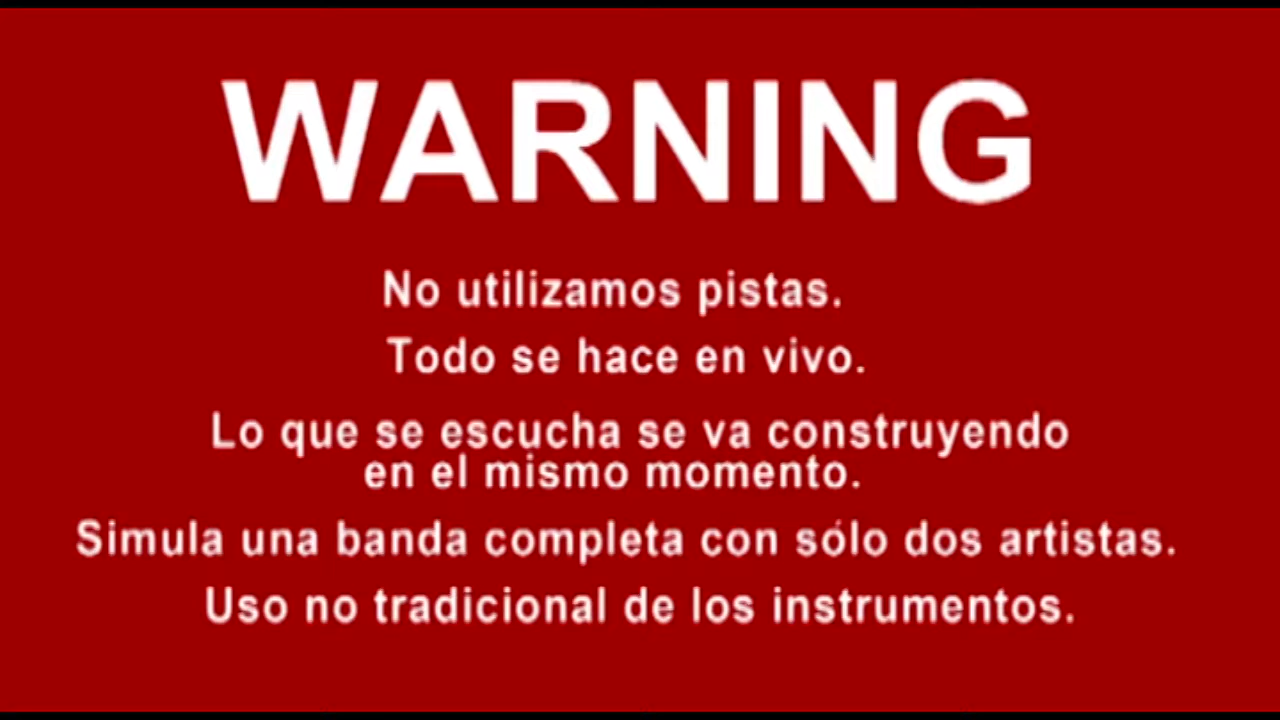 WARNING
No utilizamos pistas.
Todo se hace en vivo.
Lo que se escucha se va construyendo
en el mismo momento.
Simula una banda completa con sólo dos artistas.
Uso no tradicional de los instrumentos.